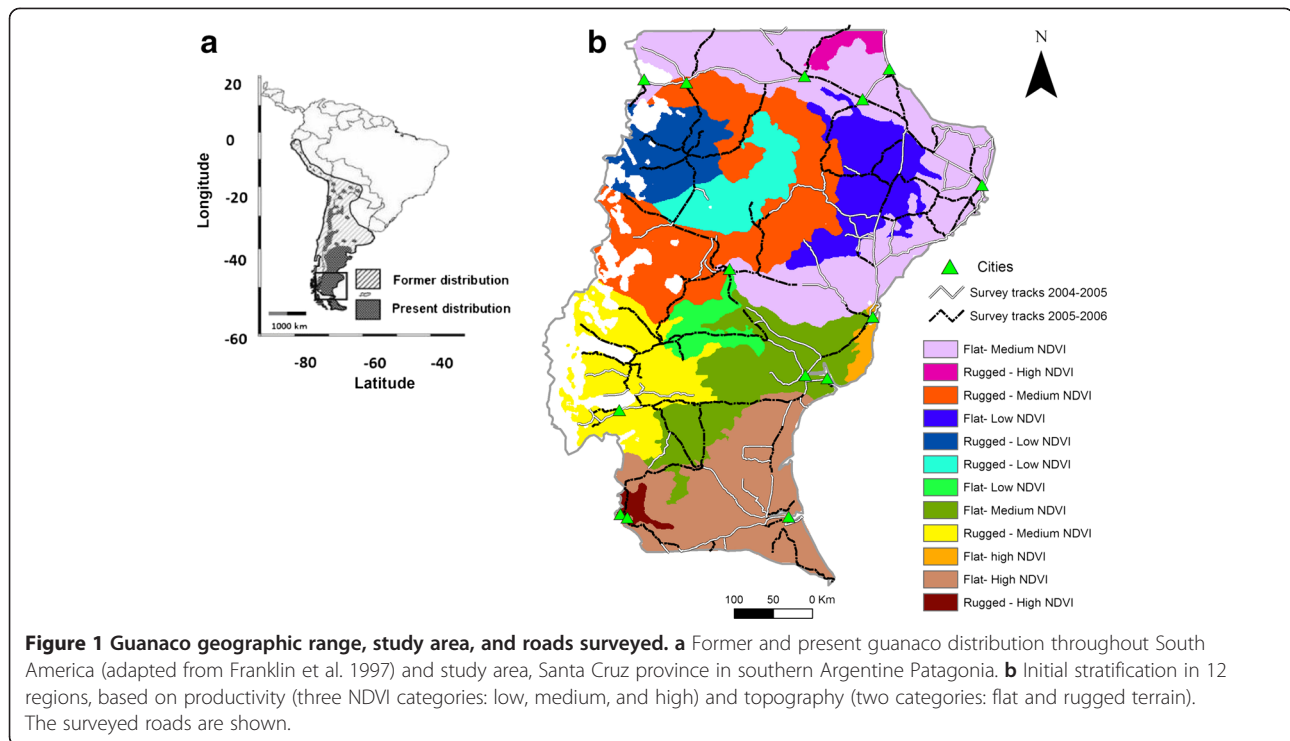 a
b
N
20
0
-20
-40
-60
Longitude
-80
-60
-40
Latitude
1000 km
Former distribution
Present distribution
Cities
Survey tracks 2004-2005
Survey tracks 2005-2006
Flat- Medium NDVI
Rugged - High NDVI
Rugged - Medium NDVI
Flat- Low NDVI
Rugged - Low NDVI
Rugged - Low NDVI
Flat- Low NDVI
Flat- Medium NDVI
Rugged - Medium NDVI
Flat- high NDVI
Flat- High NDVI
Rugged - High NDVI
100 50 0 Km
Figure 1 Guanaco geographic range, study area, and roads surveyed. a Former and present guanaco distribution throughout South
America (adapted from Franklin et al. 1997) and study area, Santa Cruz province in southern Argentine Patagonia. b Initial stratification in 12
regions, based on productivity (three NDVI categories: low, medium, and high) and topography (two categories: flat and rugged terrain).
The surveyed roads are shown.